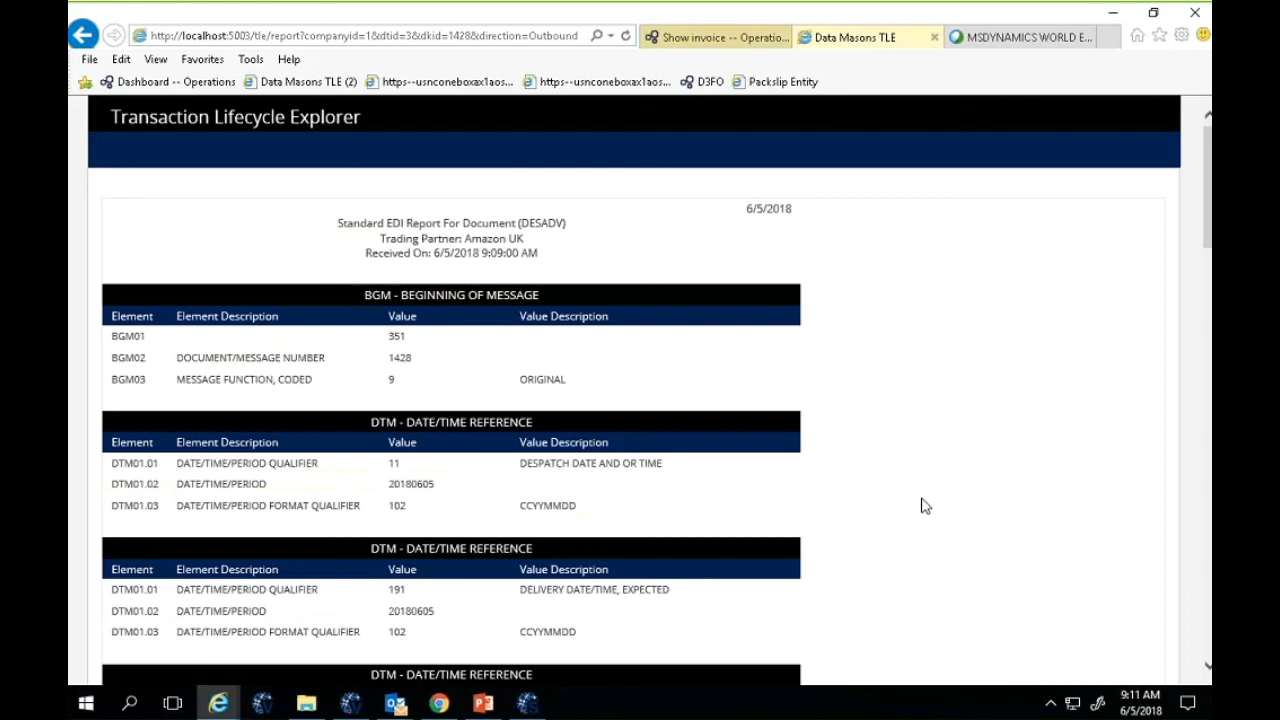 http://localhost:5003/tle/report?companyid=1&dtid=3&dkid=1428&direction=Outbound
Show invoice -- Operatio...
Data Masons TLE
MSDYNAMICS WORLD E...
File Edit View Favorites Tools Help
Dashboard -- Operations
Data Masons TLE (2)
https--usnconeboxax1aos...
https--usnconeboxax1aos...
D3FO
Packslip Entity
Transaction Lifecycle Explorer
6/5/2018
Standard EDI Report For Document (DESADV)
Trading Partner: Amazon UK
Received On: 6/5/2018 9:09:00 AM
BGM - BEGINNING OF MESSAGE
Element Element Description Value Value Description
BGM01 351
BGM02 DOCUMENT/MESSAGE NUMBER 1428
BGM03 MESSAGE FUNCTION, CODED 9 ORIGINAL
DTM - DATE/TIME REFERENCE
Element Element Description Value Value Description
DTM01.01 DATE/TIME/PERIOD QUALIFIER 11 DESPATCH DATE AND OR TIME
DTM01.02 DATE/TIME/PERIOD 20180605
DTM01.03 DATE/TIME/PERIOD FORMAT QUALIFIER 102 CCYYMMDD
DTM - DATE/TIME REFERENCE
Element Element Description Value Value Description
DTM01.01 DATE/TIME/PERIOD QUALIFIER 191 DELIVERY DATE/TIME, EXPECTED
DTM01.02 DATE/TIME/PERIOD 20180605
DTM01.03 DATE/TIME/PERIOD FORMAT QUALIFIER 102 CCYYMMDD
DTM - DATE/TIME REFERENCE
9:11 AM
6/5/2018